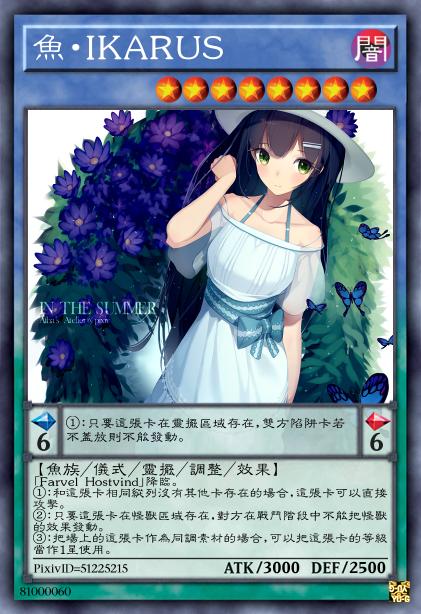 魚・IKARUS
闇
IN THE SUMMER
Alba's Atelier@pixiv
6
①:只要這張卡在靈擺區域存在,雙方陷阱卡若
不蓋放則不能發動。
6
【魚族/儀式/靈擺/調整/效果】
「Farvel Hostvind」降臨。
①:和這張卡相同縱列沒有其他卡存在的場合,這張卡可以直接
攻擊。
②:只要這張卡在怪獸區域存在,對方在戰鬥階段中不能把怪獸
的效果發動。
③:把場上的這張卡作為同調素材的場合,可以把這張卡的等級
當作1星使用。
PixivID=51225215
ATK/3000 DEF/2500
81000060